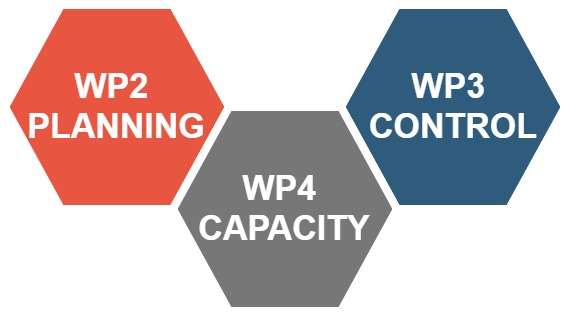 WP2
PLANNING
WP3
CONTROL
WP4
CAPACITY